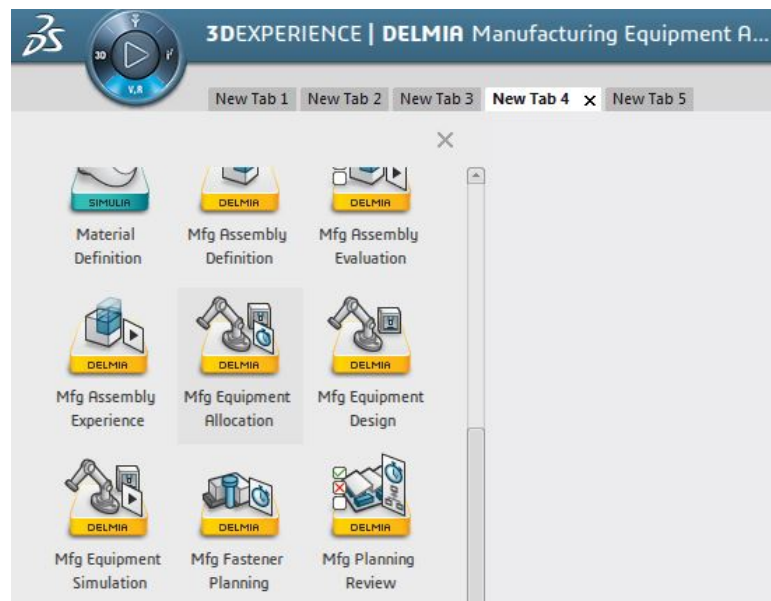 3DEXPERIENCE | DELMIA Manufacturing Equipment A...
3D
V,R
New Tab 1 New Tab 2 New Tab 3 New Tab 4 x New Tab 5
SIMULIA DELMIA DELMIA
Material Mfg Assembly Mfg Assembly
Definition Definition Evaluation
DELMIA DELMIA DELMIA
Mfg Assembly Mfg Equipment Mfg Equipment
Experience Allocation Design
DELMIA DELMIA DELMIA
Mfg Equipment Mfg Fastener Mfg Planning
Simulation Planning Review